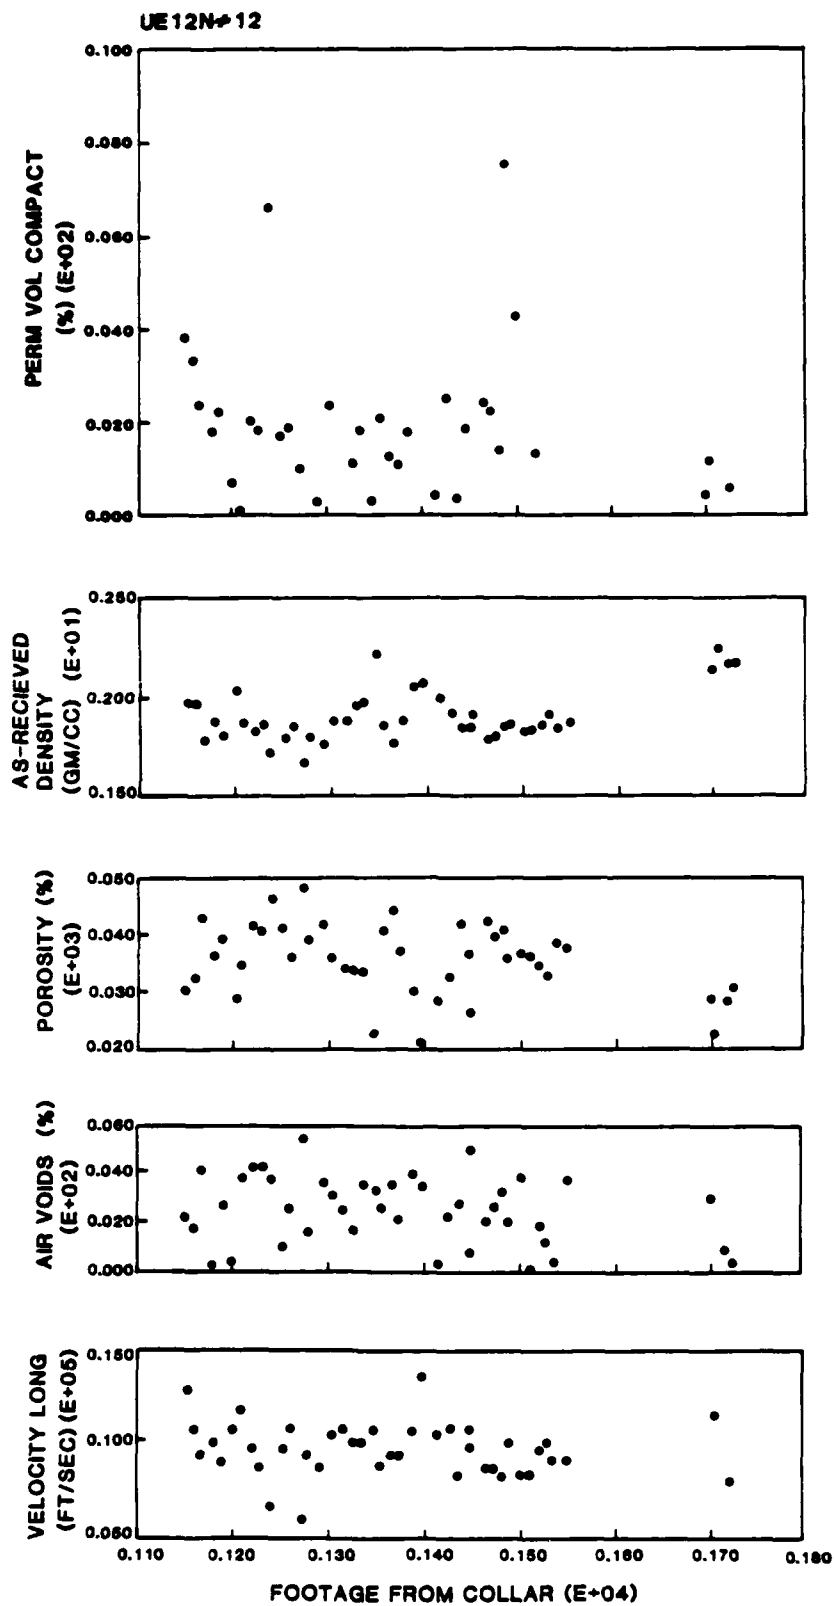 UE12N#12
PERM VOL COMPACT
(%) (E+02)
0.100
0.080
0.060
0.040
0.020
0.000
AS-RECIEVED
DENSITY
(GM/CC) (E+01)
0.250
0.200
0.150
POROSITY (%)
(E+03)
0.050
0.040
0.030
0.020
AIR VOIDS (%)
(E+02)
0.060
0.040
0.020
0.000
VELOCITY LONG
(FT/SEC) (E+05)
0.150
0.100
0.050
0.110 0.120 0.130 0.140 0.150 0.160 0.170 0.180
FOOTAGE FROM COLLAR (E+04)